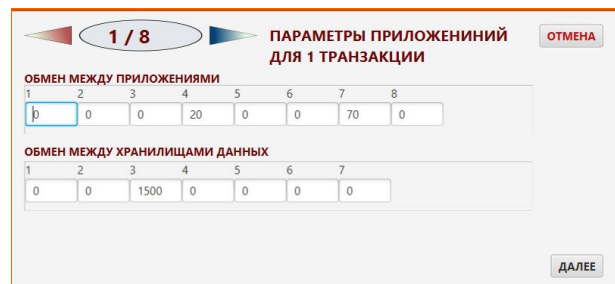 1 / 8
ПАРАМЕТРЫ ПРИЛОЖЕНИНИЙ
ДЛЯ 1 ТРАНЗАКЦИИ
ОТМЕНА
ОБМЕН МЕЖДУ ПРИЛОЖЕНИЯМИ
1 2 3 4 5 6 7 8
0 0 0 20 0 0 70 0
ОБМЕН МЕЖДУ ХРАНИЛИЩАМИ ДАННЫХ
1 2 3 4 5 6 7
0 0 1500 0 0 0 0
ДАЛЕЕ